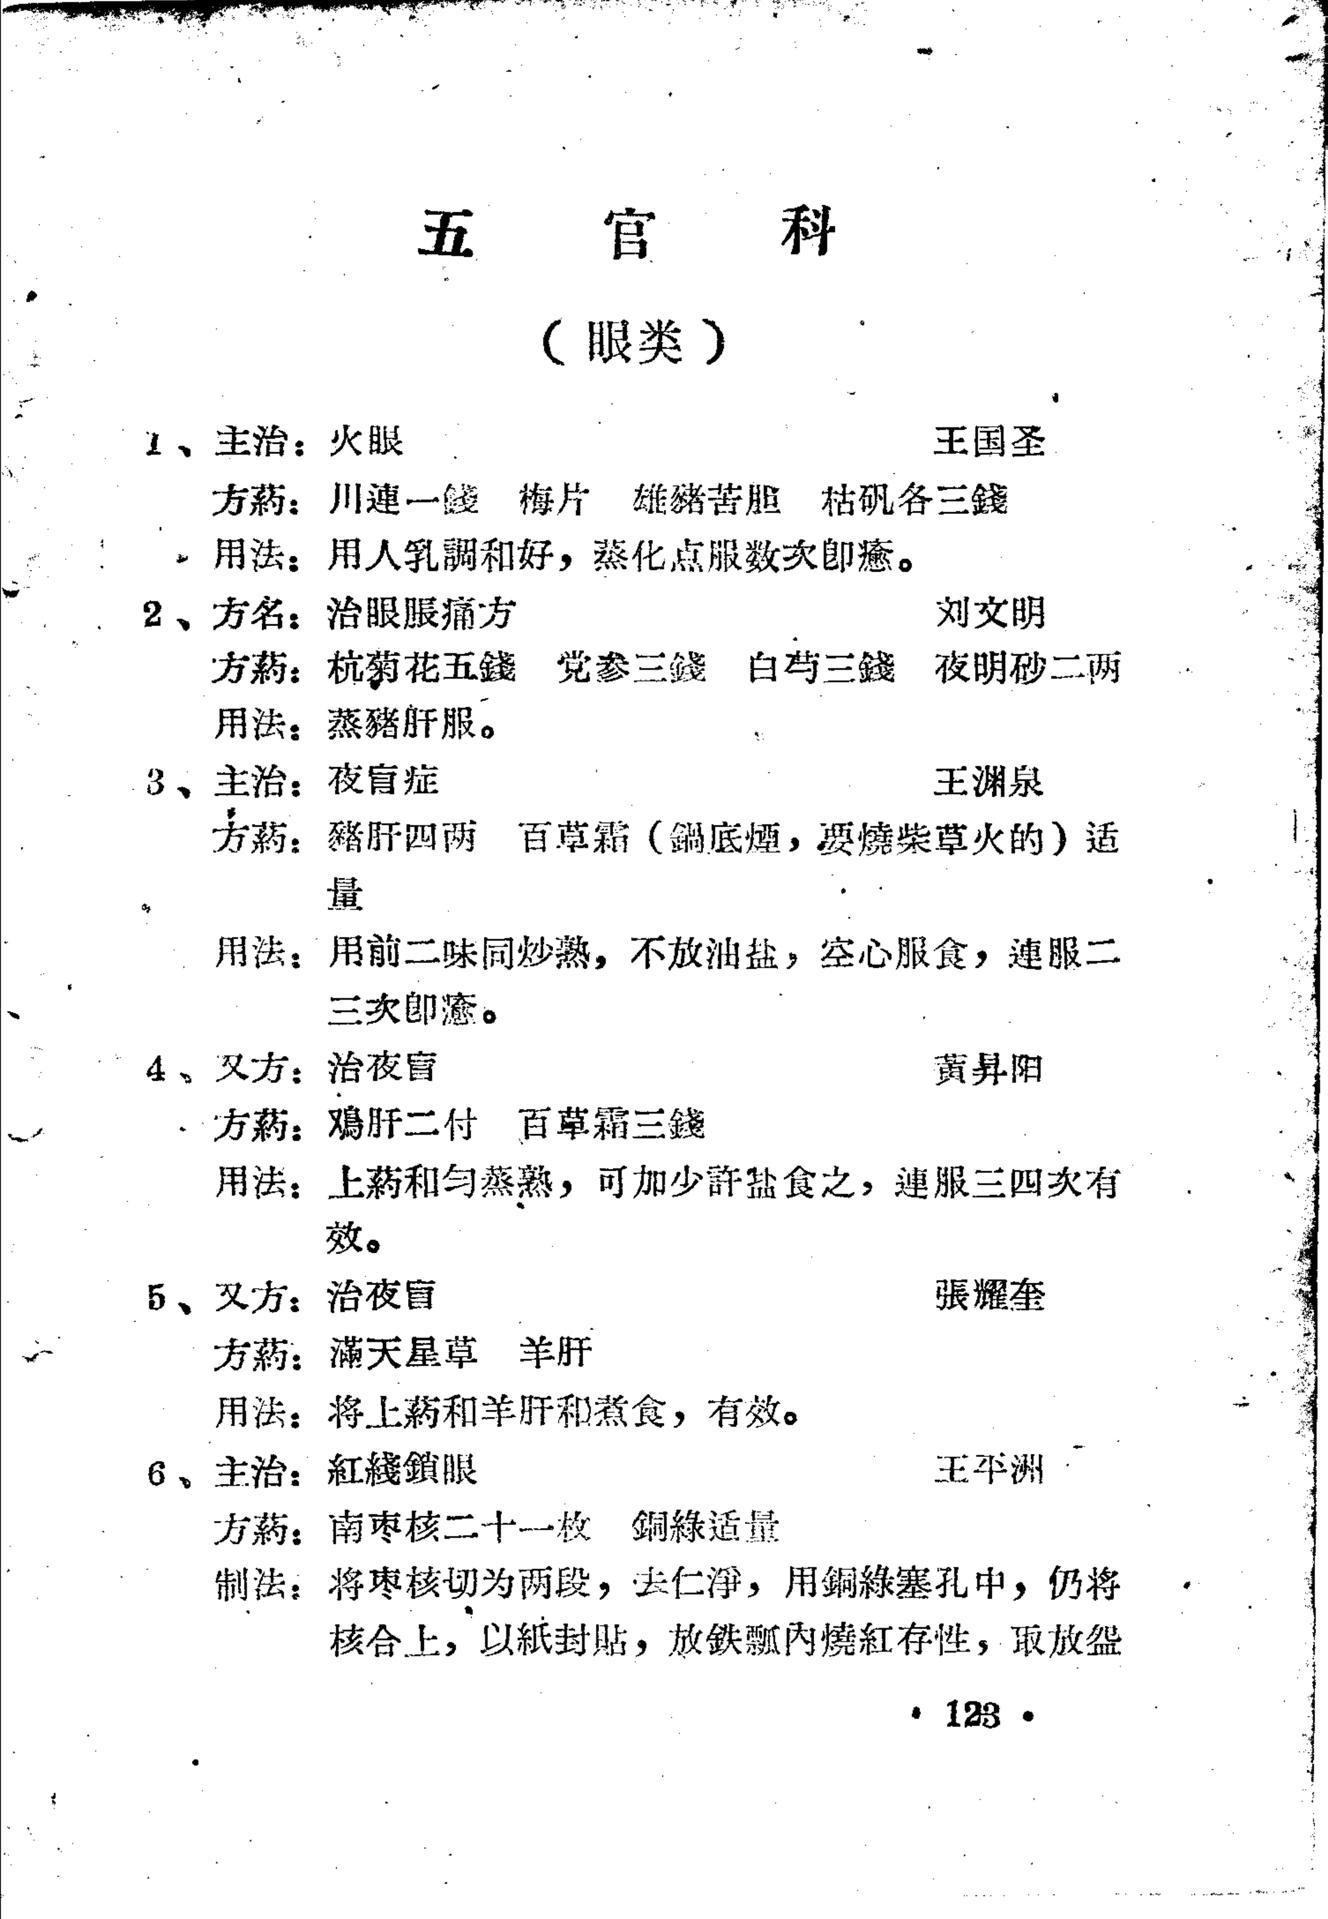 五官科
（眼类）
1、主治：火眼 王国圣
方葯：川連一錢 梅片 雄豬苦胆 枯矾各三錢
用法：用人乳調和好，蒸化点服数次卽癒。
2、方名：治眼脹痛方 刘文明
方葯：杭菊花五錢 党参三錢 白芍三錢 夜明砂二两
用法：蒸豬肝服。
3、主治：夜盲症 王渊泉
方葯：豬肝四两 百草霜（鍋底煙，要燒柴草火的）适
量
用法：用前二味同炒熟，不放油盐，空心服食，連服二
三次卽癒。
4、又方：治夜盲 黃昇阳
方葯：鷄肝二付 百草霜三錢
用法：上葯和匀蒸熟，可加少許盐食之，連服三四次有
效。
5、又方：治夜盲 張耀奎
方葯：滿天星草 羊肝
用法：将上葯和羊肝和煮食，有效。
6、主治：紅綫鎖眼 王平洲
方葯：南枣核二十一枚 銅綠适量
制法：将枣核切为两段，去仁淨，用銅綠塞孔中，仍将
核合上，以紙封貼，放鉄瓢內燒紅存性，取放盌
• 123 •